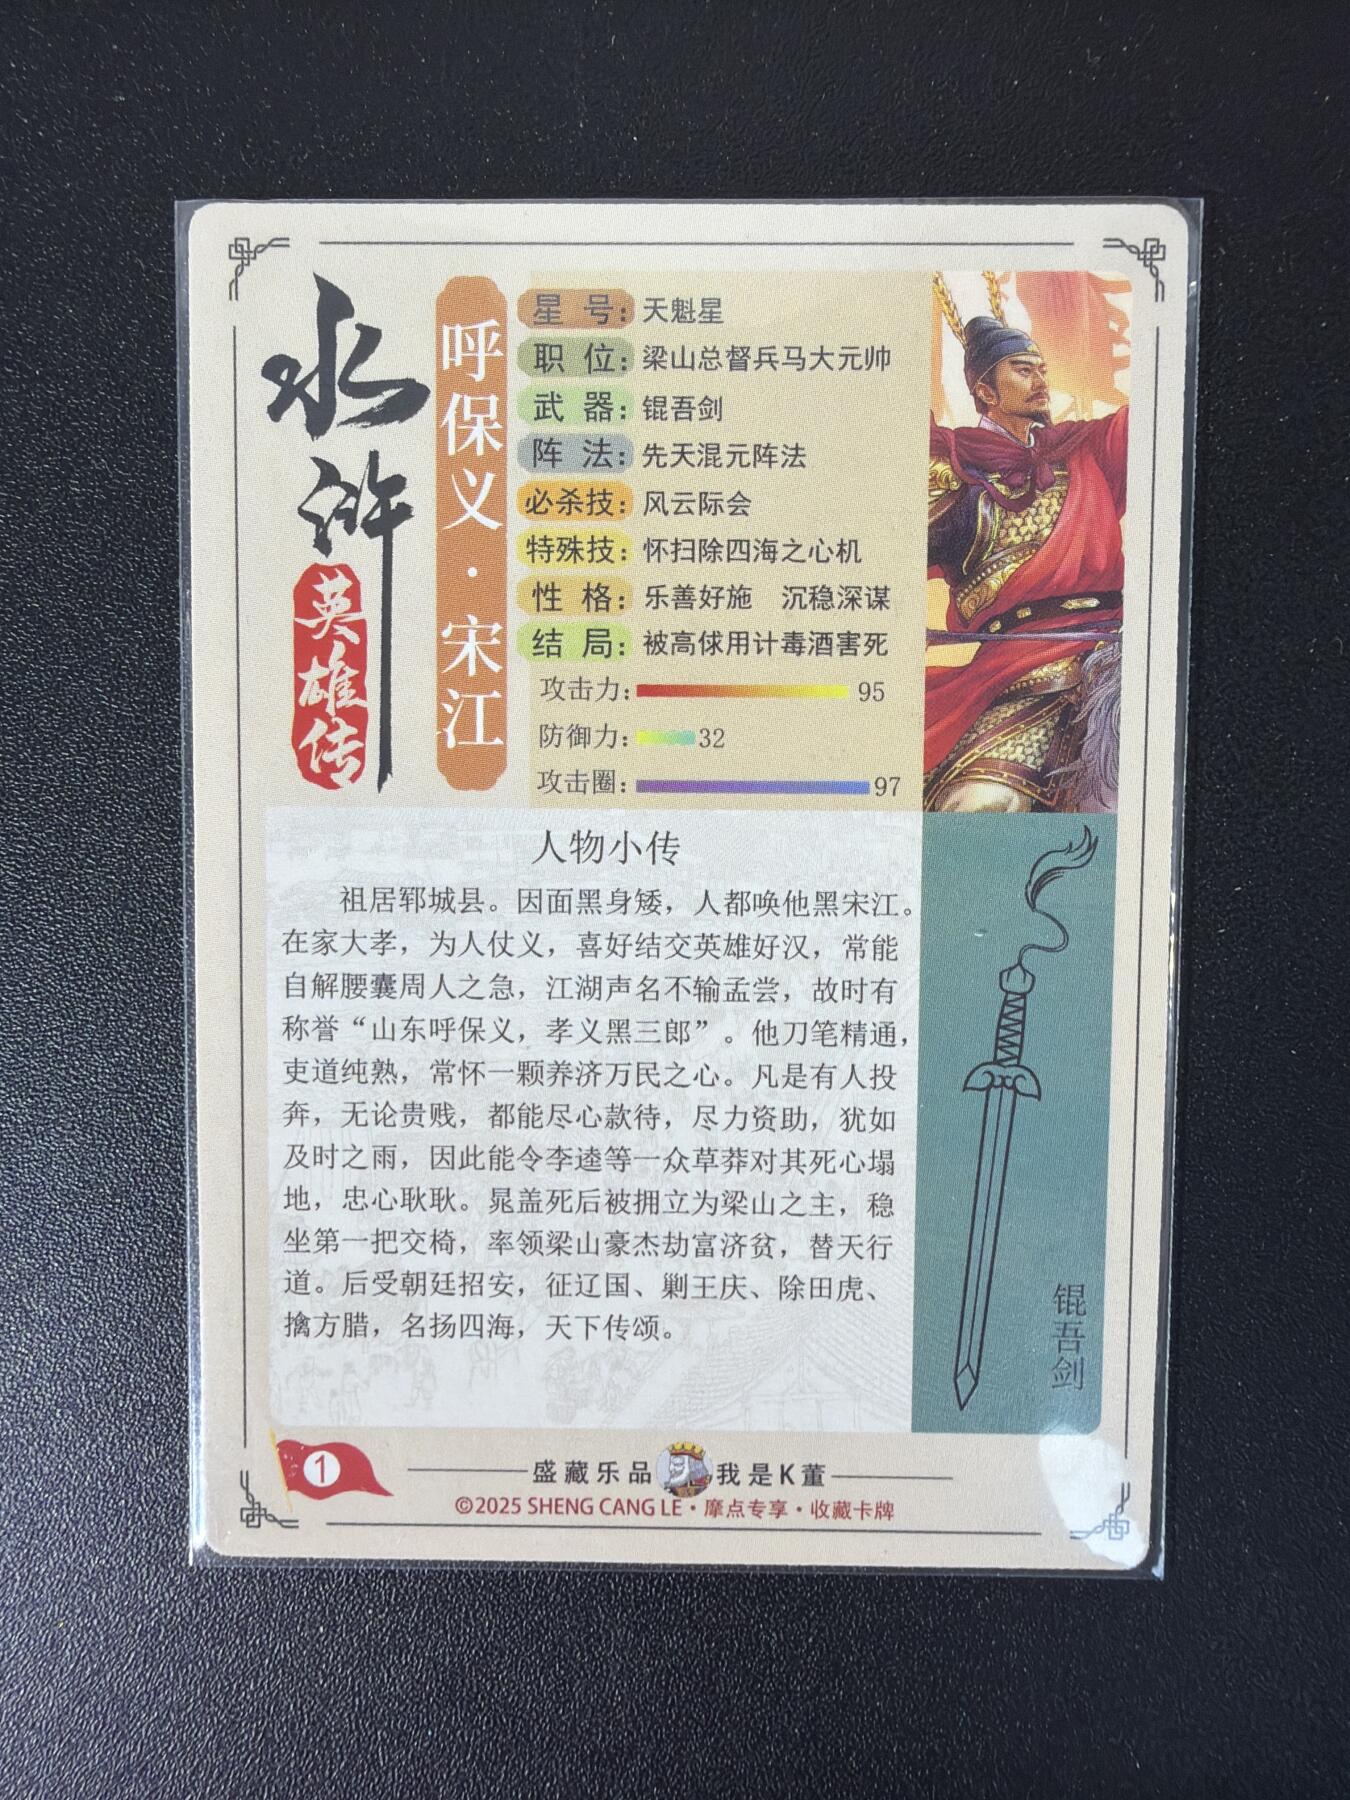 水浒
英雄传
呼保义·宋江
星号：天魁星
职位：梁山总督兵马大元帅
武器：锟吾剑
阵法：先天混元阵法
必杀技：风云际会
特殊技：怀扫除四海之心机
性格：乐善好施 沉稳深谋
结局：被高俅用计毒酒害死
攻击力：95
防御力：32
攻击圈：97
人物小传
祖居郓城县。因面黑身矮，人都唤他黑宋江。
在家大孝，为人仗义，喜好结交英雄好汉，常能
自解腰囊周人之急，江湖声名不输孟尝，故时有
称誉“山东呼保义，孝义黑三郎”。他刀笔精通，
吏道纯熟，常怀一颗养济万民之心。凡是有人投
奔，无论贵贱，都能尽心款待，尽力资助，犹如
及时之雨，因此能令李逵等一众草莽对其死心塌
地，忠心耿耿。晁盖死后被拥立为梁山之主，稳
坐第一把交椅，率领梁山豪杰劫富济贫，替天行
道。后受朝廷招安，征辽国、剿王庆、除田虎、
擒方腊，名扬四海，天下传颂。
锟吾剑
1
盛藏乐品 我是K董
©2025 SHENG CANG LE·摩点专享·收藏卡牌